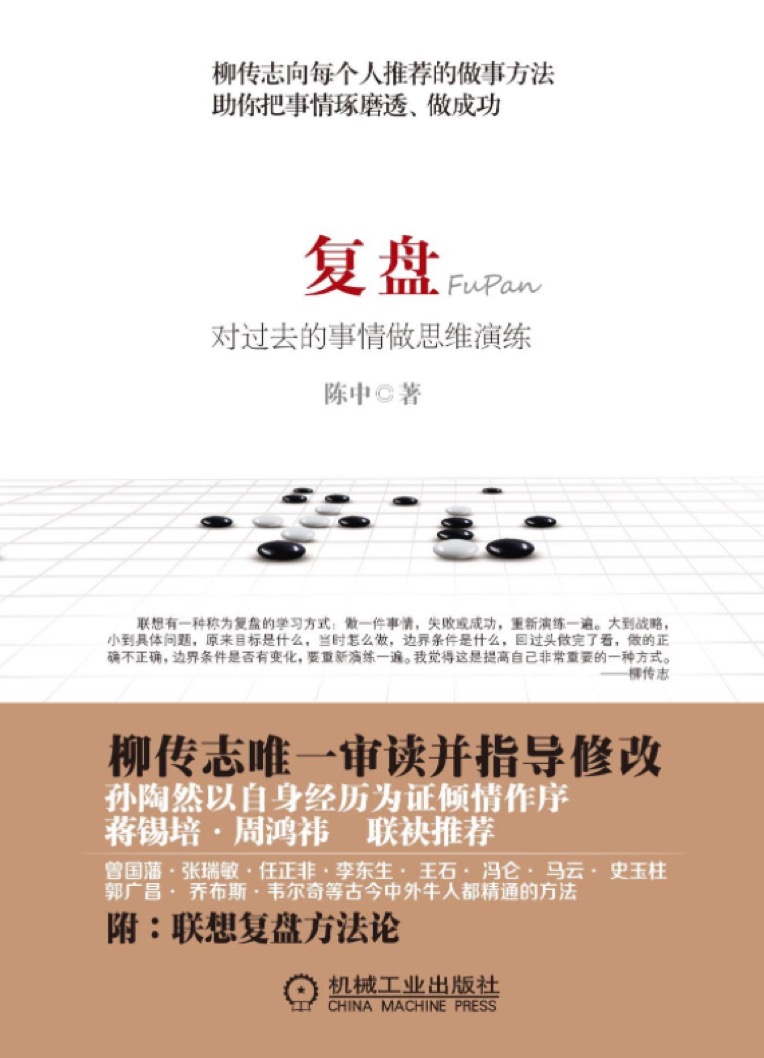 柳传志向每个人推荐的做事方法
助你把事情琢磨透、做成功
复盘 FuPan
对过去的事情做思维演练
陈中◎著
联想有一种称为复盘的学习方式：做一件事情，失败或成功，重新演练一遍。大到战略，
小到具体问题，原来目标是什么，当时怎么做，边界条件是什么，回过头做完了看，做的正
确不正确，边界条件是否有变化，要重新演练一遍。我觉得这是提高自己非常重要的一种方式。
——柳传志
柳传志唯一审读并指导修改
孙陶然以自身经历为证倾情作序
蒋锡培·周鸿祎 联袂推荐
曾国藩·张瑞敏·任正非·李东生·王石·冯仑·马云·史玉柱
郭广昌·乔布斯·韦尔奇等古今中外牛人都精通的方法
附：联想复盘方法论
机械工业出版社
CHINA MACHINE PRESS